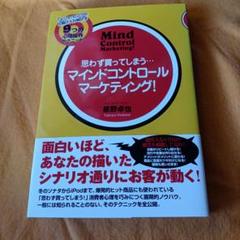 9つの
Mind
Control
Marketing!
思わず買ってしまう…
マインドコントロール
マーケティング!
面白いほど、
あなたの描いた
シナリオ通りにお客が動く!
冬のソナタからiPodまで、爆発的ヒット商品にも使われている
「思わず買ってしまう」消費者心理を巧みにつく画期的ノウハウ
一般には知られることのない、そのテクニックを全公開。